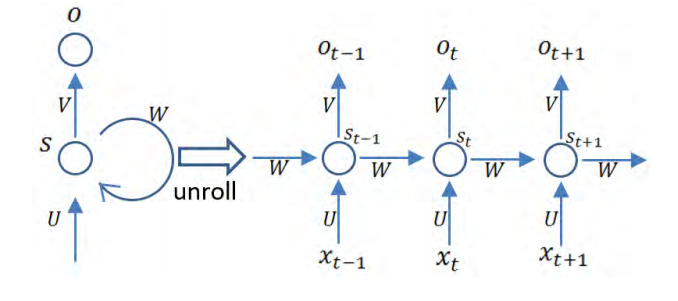 o
V
W
S
unroll
U
o_{t-1} o_t o_{t+1}
V V V
s_{t-1} s_t s_{t+1}
W W W W
U U U
x_{t-1} x_t x_{t+1}